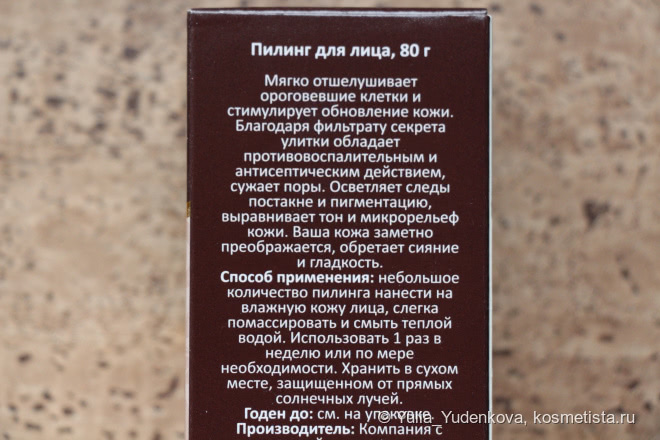 Пилинг для лица, 80 г
Мягко отшелушивает
ороговевшие клетки и
стимулирует обновление кожи.
Благодаря фильтрату секрета
улитки обладает
противовоспалительным и
антисептическим действием,
сужает поры. Осветляет следы
постакне и пигментацию,
выравнивает тон и микрорельеф
кожи. Ваша кожа заметно
преображается, обретает сияние
и гладкость.
Способ применения: небольшое
количество пилинга нанести на
влажную кожу лица, слегка
помассировать и смыть теплой
водой. Использовать 1 раз в
неделю или по мере
необходимости. Хранить в сухом
месте, защищенном от прямых
солнечных лучей.
Годен до: см. на упаковке
Производитель: Компания с
© Yulia_Yudenkova, kosmetista.ru